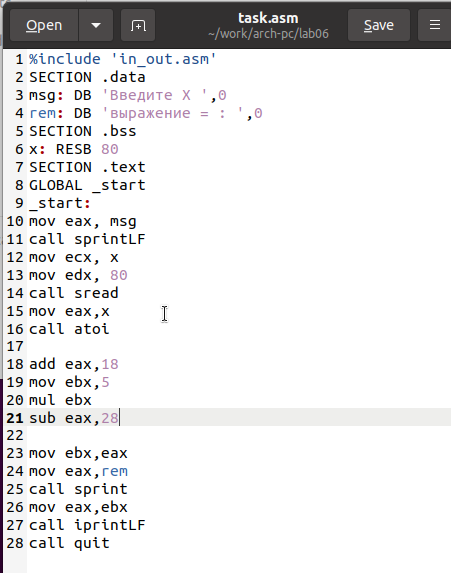 Open
task.asm
~/work/arch-pc/lab06
Save
1 %include 'in_out.asm'
2 SECTION .data
3 msg: DB 'Введите X ',0
4 rem: DB 'выражение = : ',0
5 SECTION .bss
6 x: RESB 80
7 SECTION .text
8 GLOBAL _start
9 _start:
10 mov eax, msg
11 call sprintLF
12 mov ecx, x
13 mov edx, 80
14 call sread
15 mov eax,x
16 call atoi
17
18 add eax,18
19 mov ebx,5
20 mul ebx
21 sub eax,28
22
23 mov ebx,eax
24 mov eax,rem
25 call sprint
26 mov eax,ebx
27 call iprintLF
28 call quit